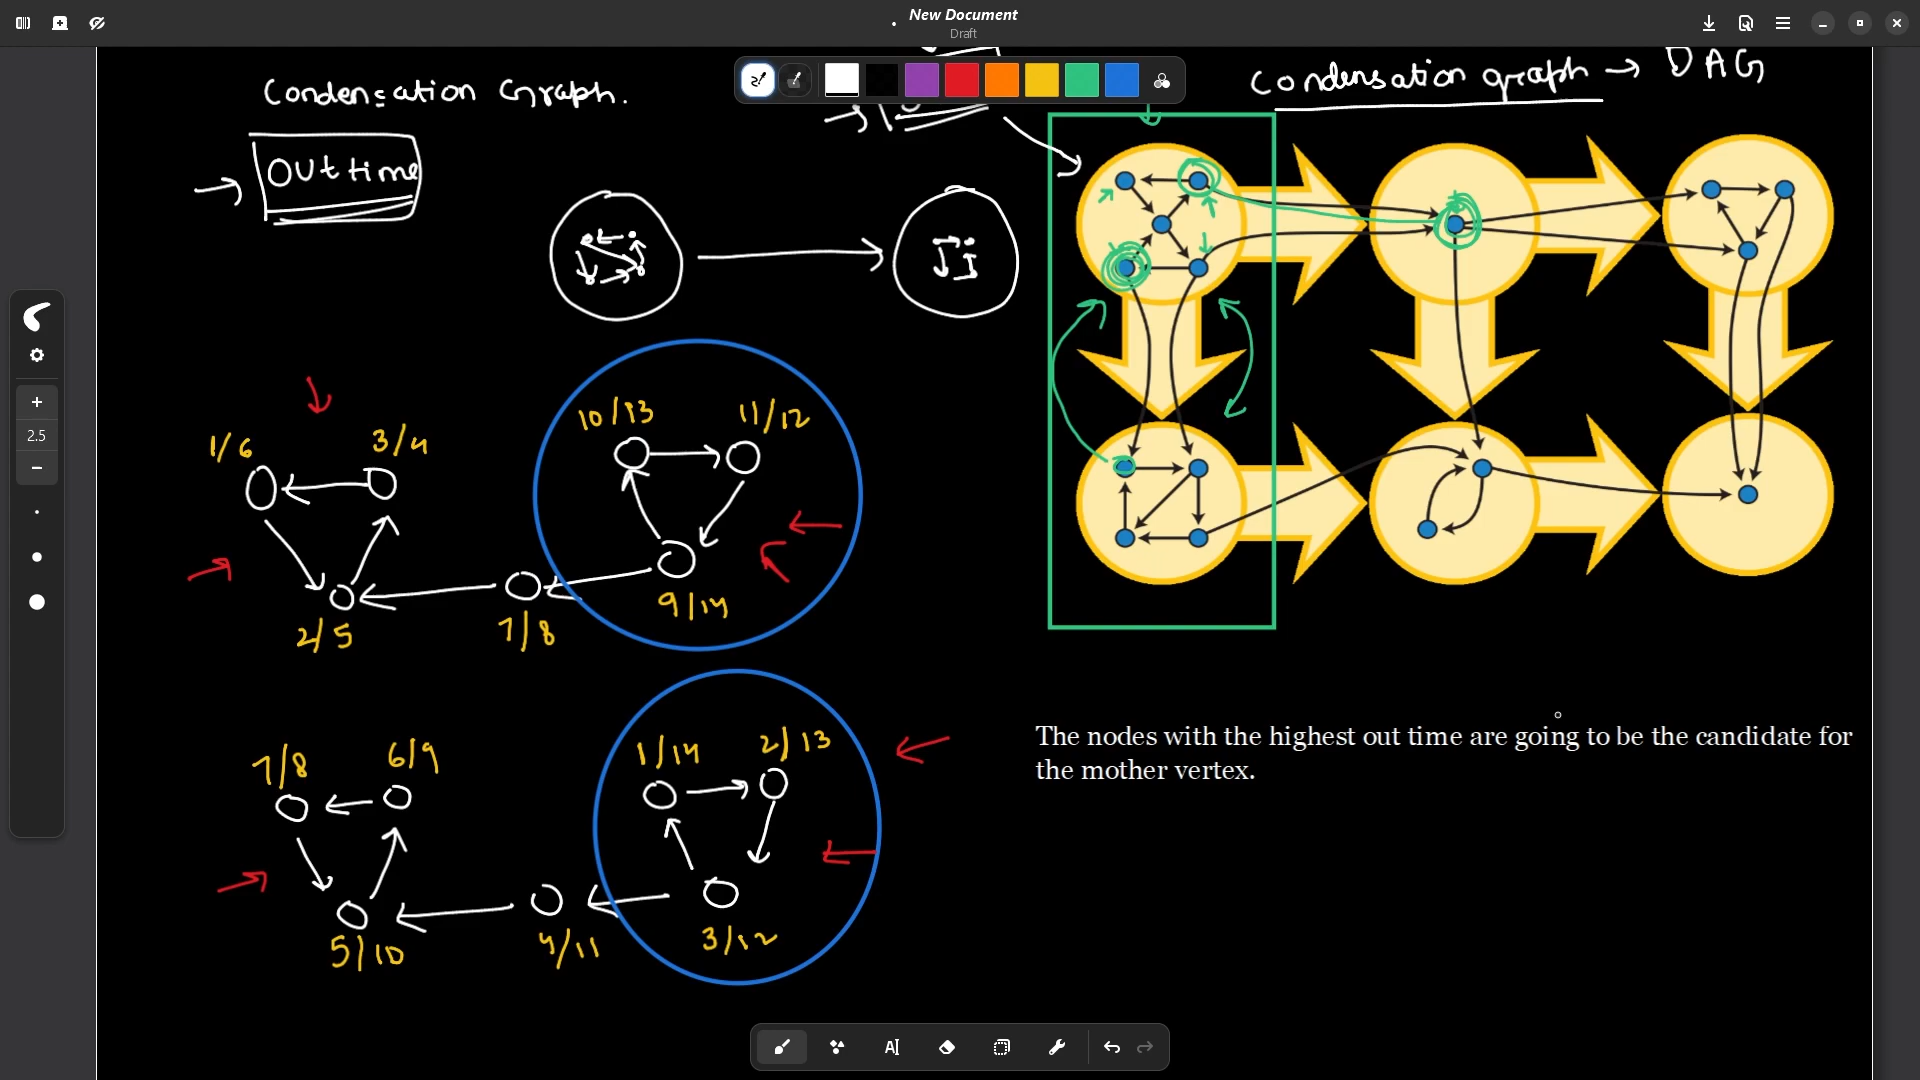 New Document
Draft
Condensation Graph.
Condensation graph → DAG
→ Out time
2.5
10/13
11/12
1/6
3/4
9/14
2/5
7/8
The nodes with the highest out time are going to be the candidate for
the mother vertex.
1/14
2/13
7/8
6/9
3/12
5/10
4/11